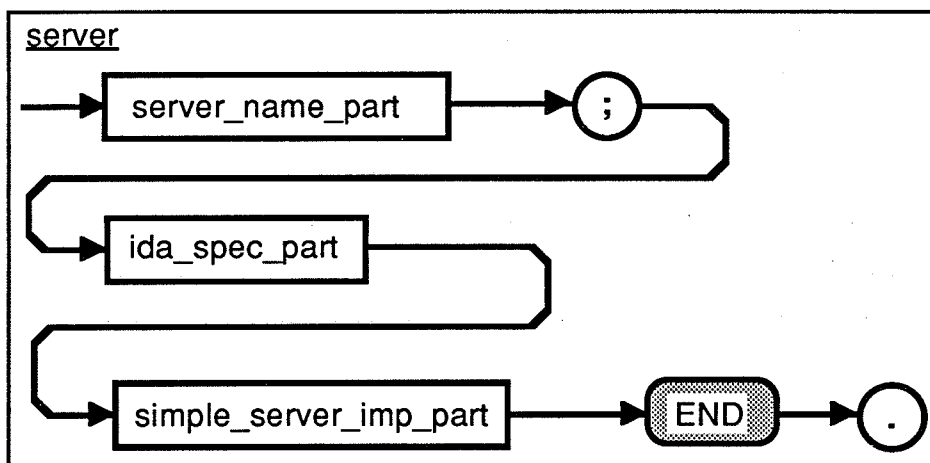 server
server_name_part ;
ida_spec_part
simple_server_imp_part END .